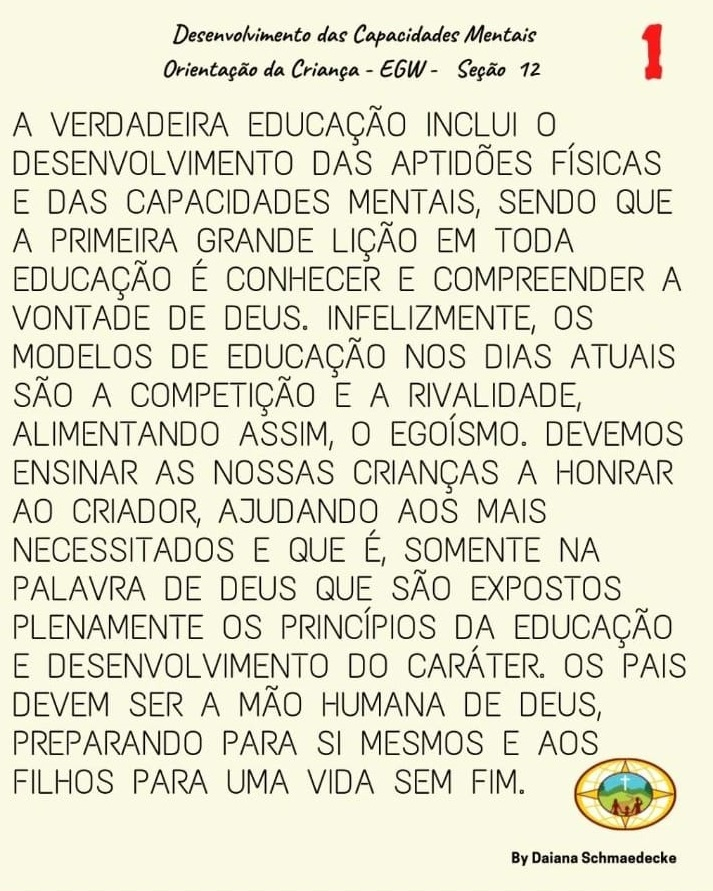 Desenvolvimento das Capacidades Mentais
Orientação da Criança - EGW - Seção 12
1
A VERDADEIRA EDUCAÇÃO INCLUI O
DESENVOLVIMENTO DAS APTIDÕES FÍSICAS
E DAS CAPACIDADES MENTAIS, SENDO QUE
A PRIMEIRA GRANDE LIÇÃO EM TODA
EDUCAÇÃO É CONHECER E COMPREENDER A
VONTADE DE DEUS. INFELIZMENTE, OS
MODELOS DE EDUCAÇÃO NOS DIAS ATUAIS
SÃO A COMPETIÇÃO E A RIVALIDADE,
ALIMENTANDO ASSIM, O EGOÍSMO. DEVEMOS
ENSINAR AS NOSSAS CRIANÇAS A HONRAR
AO CRIADOR, AJUDANDO AOS MAIS
NECESSITADOS E QUE É, SOMENTE NA
PALAVRA DE DEUS QUE SÃO EXPOSTOS
PLENAMENTE OS PRINCÍPIOS DA EDUCAÇÃO
E DESENVOLVIMENTO DO CARÁTER. OS PAIS
DEVEM SER A MÃO HUMANA DE DEUS,
PREPARANDO PARA SI MESMOS E AOS
FILHOS PARA UMA VIDA SEM FIM.
By Daiana Schmaedecke